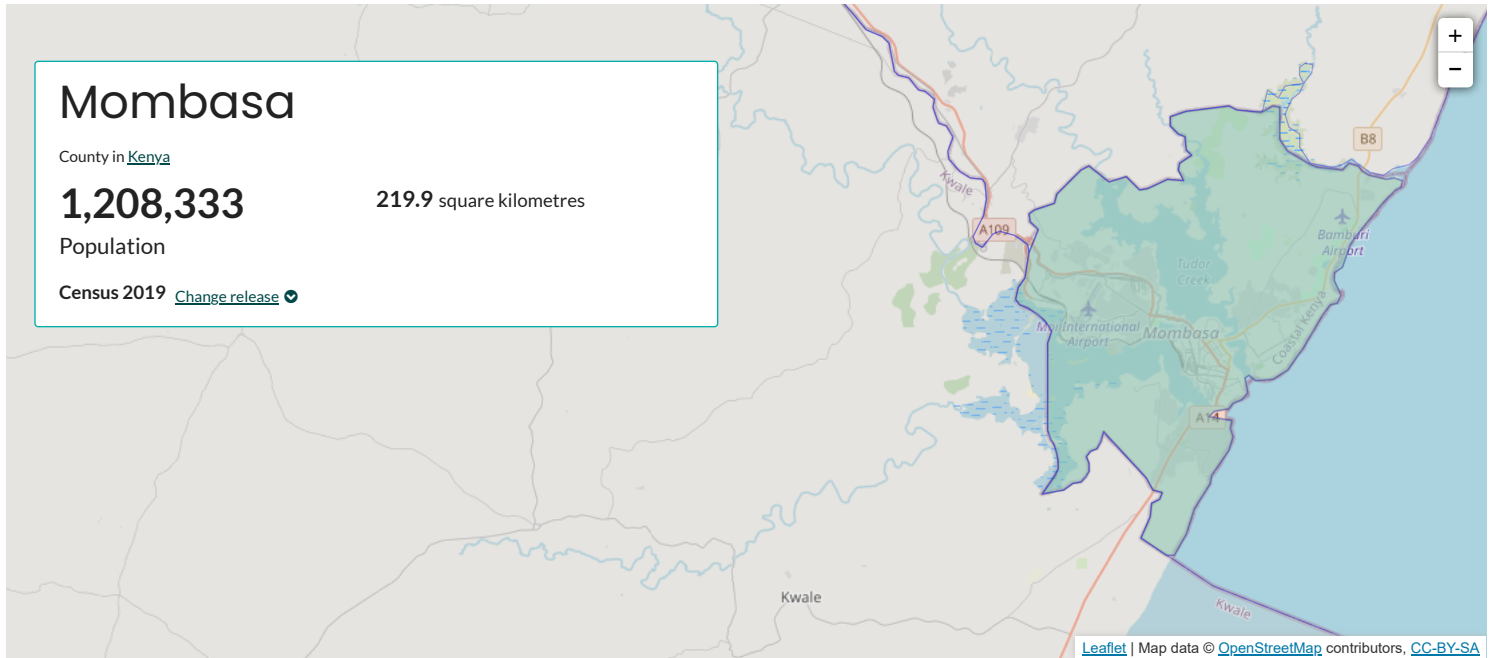 Mombasa
County in Kenya
1,208,333
219.9 square kilometres
Population
Census 2019 Change release
+
−
B8
Kwale
A109
Bamburi
Airport
Tudor
Creek
Moi International
Airport
Mombasa
Coastal Kenya
A14
Kwale
Kwale
Leaflet | Map data © OpenStreetMap contributors, CC-BY-SA